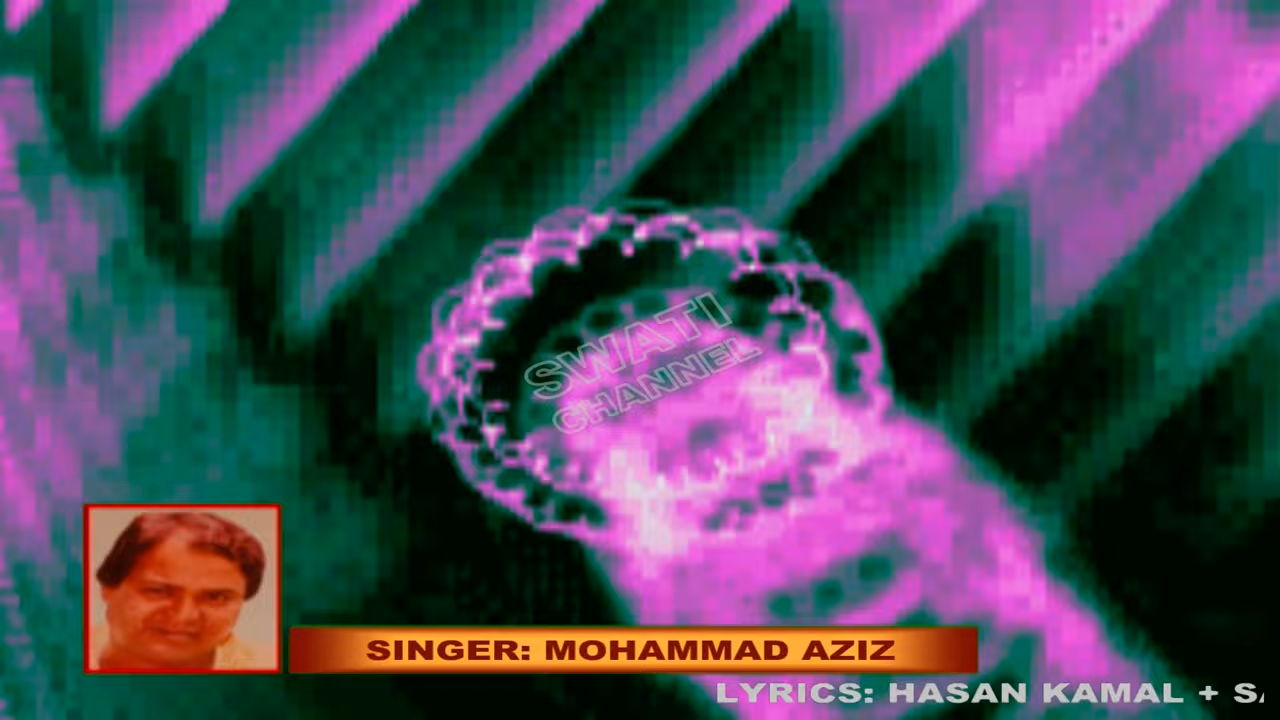 SWATI
CHANNEL
SINGER: MOHAMMAD AZIZ
LYRICS: HASAN KAMAL +